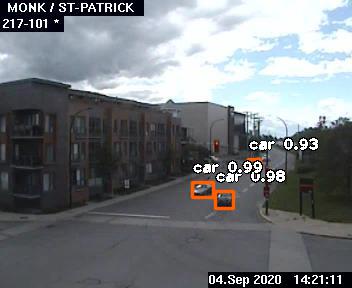 MONK / ST-PATRICK
217-101 *
car 0.93
car 0.99
car 0.98
04.Sep 2020 14:21:11